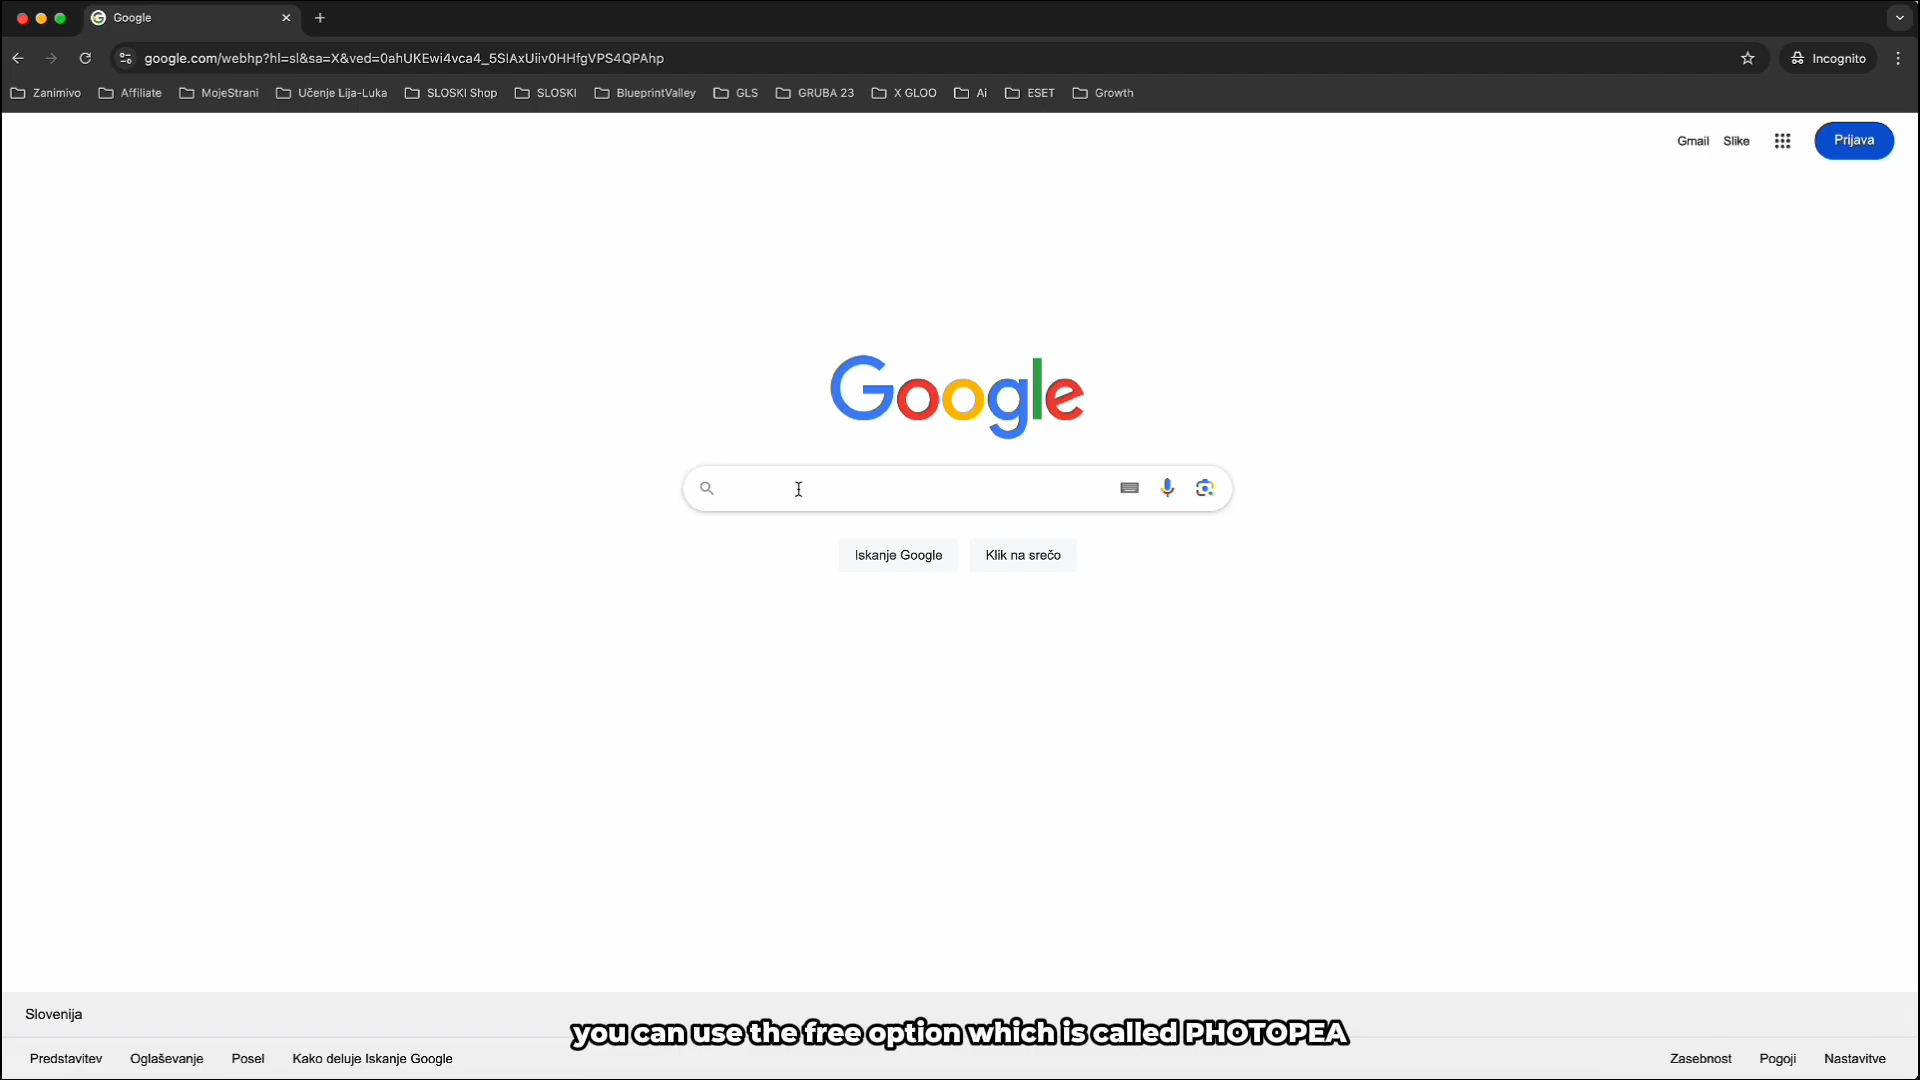 Google
google.com/webhp?hl=sl&sa=X&ved=0ahUKEwi4vca4_5SIAxUiiv0HHfgVPS4QPAhp
Incognito
Zanimivo Affiliate MojeStrani Učenje Lija-Luka SLOSKI Shop SLOSKI BlueprintValley GLS GRUBA 23 X GLOO Ai ESET Growth
Gmail Slike Prijava
Google
Iskanje Google Klik na srečo
Slovenija
you can use the free option which is called PHOTOPEA
Predstavitev Oglaševanje Posel Kako deluje Iskanje Google Zasebnost Pogoji Nastavitve